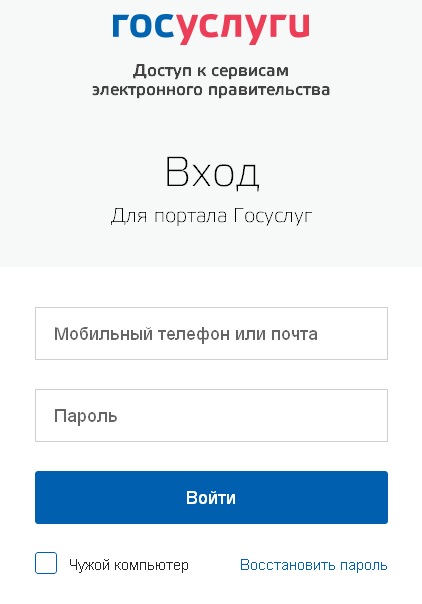 госуслуги
Доступ к сервисам
электронного правительства
Вход
Для портала Госуслуг
Мобильный телефон или почта
Пароль
Войти
Чужой компьютер
Восстановить пароль